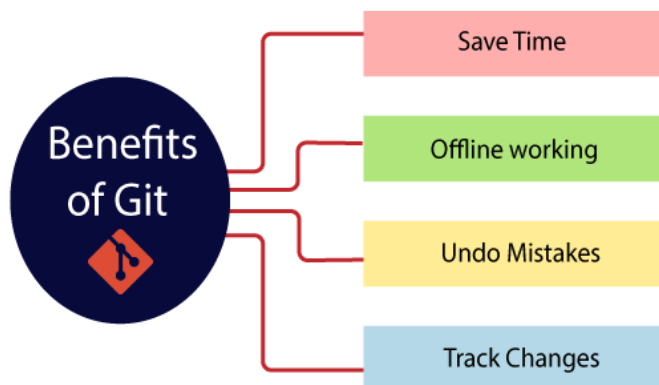 Benefits
of Git
Save Time
Offline working
Undo Mistakes
Track Changes